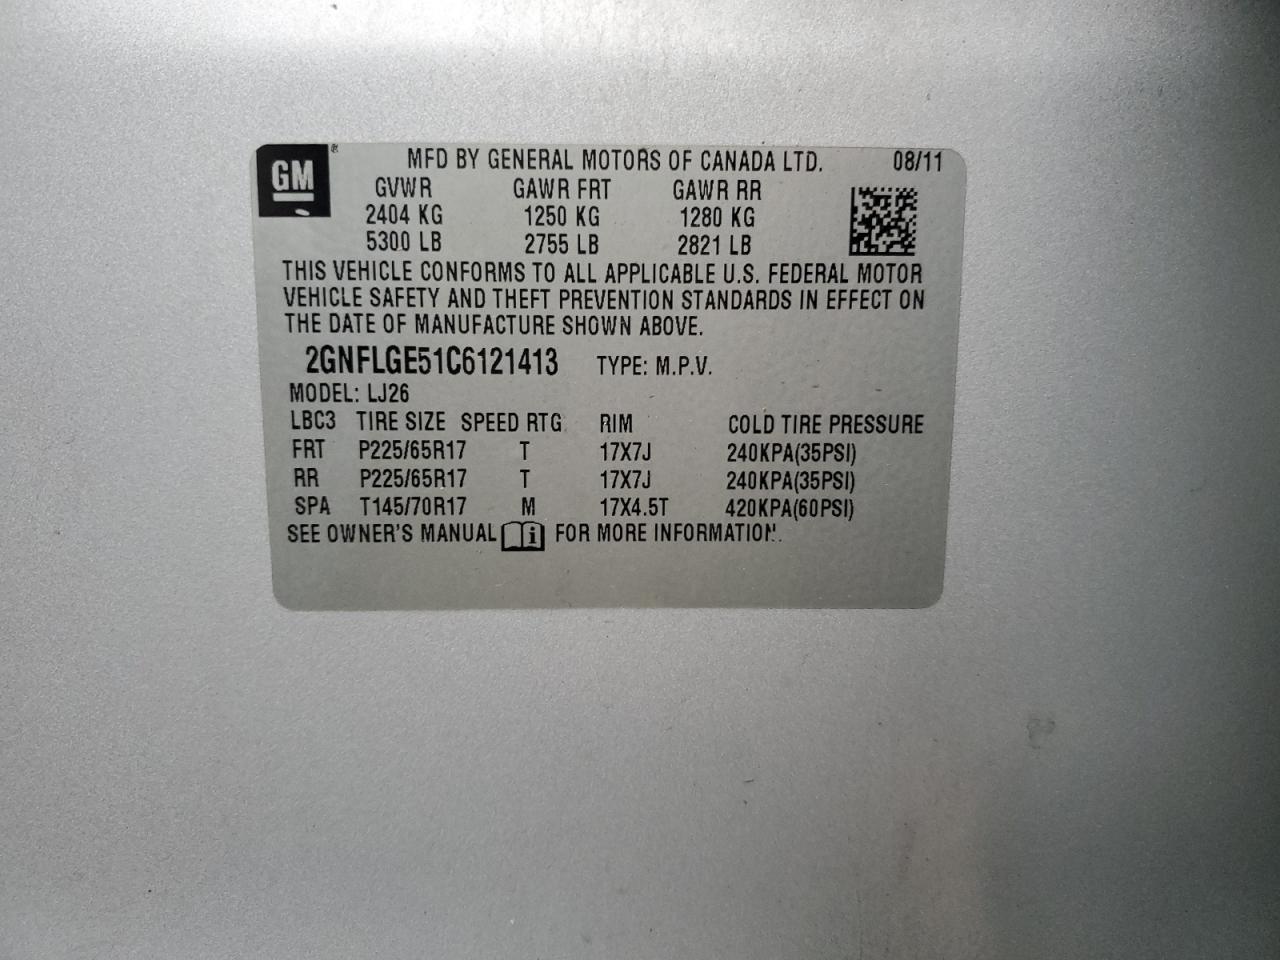 GM ® MFD BY GENERAL MOTORS OF CANADA LTD. 08/11
GVWR GAWR FRT GAWR RR
2404 KG 1250 KG 1280 KG
5300 LB 2755 LB 2821 LB
THIS VEHICLE CONFORMS TO ALL APPLICABLE U.S. FEDERAL MOTOR
VEHICLE SAFETY AND THEFT PREVENTION STANDARDS IN EFFECT ON
THE DATE OF MANUFACTURE SHOWN ABOVE.
2GNFLGE51C6121413 TYPE: M.P.V.
MODEL: LJ26
LBC3 TIRE SIZE SPEED RTG RIM COLD TIRE PRESSURE
FRT P225/65R17 T 17X7J 240KPA(35PSI)
RR P225/65R17 T 17X7J 240KPA(35PSI)
SPA T145/70R17 M 17X4.5T 420KPA(60PSI)
SEE OWNER'S MANUAL i FOR MORE INFORMATION.